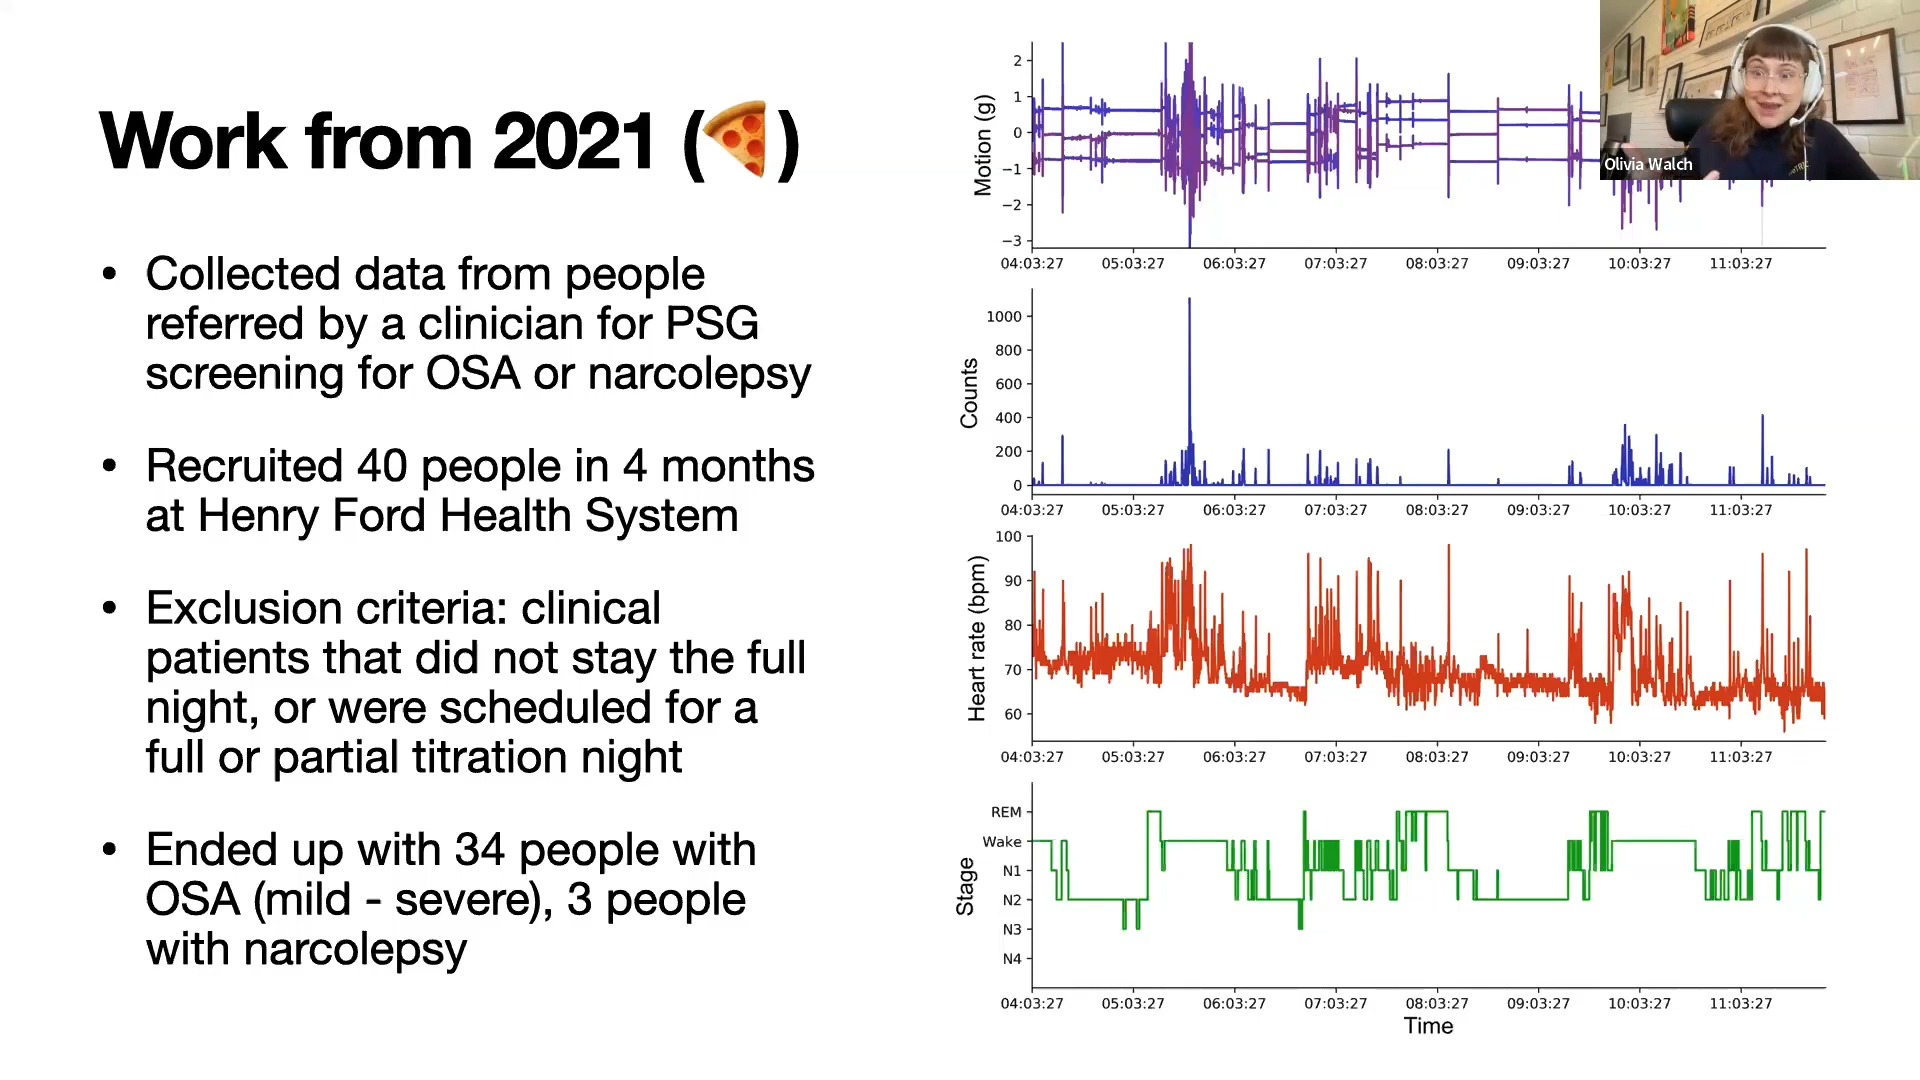 Work from 2021 (🍕)
• Collected data from people
referred by a clinician for PSG
screening for OSA or narcolepsy
• Recruited 40 people in 4 months
at Henry Ford Health System
• Exclusion criteria: clinical
patients that did not stay the full
night, or were scheduled for a
full or partial titration night
• Ended up with 34 people with
OSA (mild - severe), 3 people
with narcolepsy
Motion (g)
2
1
0
−1
−2
−3
04:03:27 05:03:27 06:03:27 07:03:27 08:03:27 09:03:27 10:03:27 11:03:27
Olivia Walch
Counts
1000
800
600
400
200
0
04:03:27 05:03:27 06:03:27 07:03:27 08:03:27 09:03:27 10:03:27 11:03:27
Heart rate (bpm)
100
90
80
70
60
04:03:27 05:03:27 06:03:27 07:03:27 08:03:27 09:03:27 10:03:27 11:03:27
Stage
REM
Wake
N1
N2
N3
N4
04:03:27 05:03:27 06:03:27 07:03:27 08:03:27 09:03:27 10:03:27 11:03:27
Time